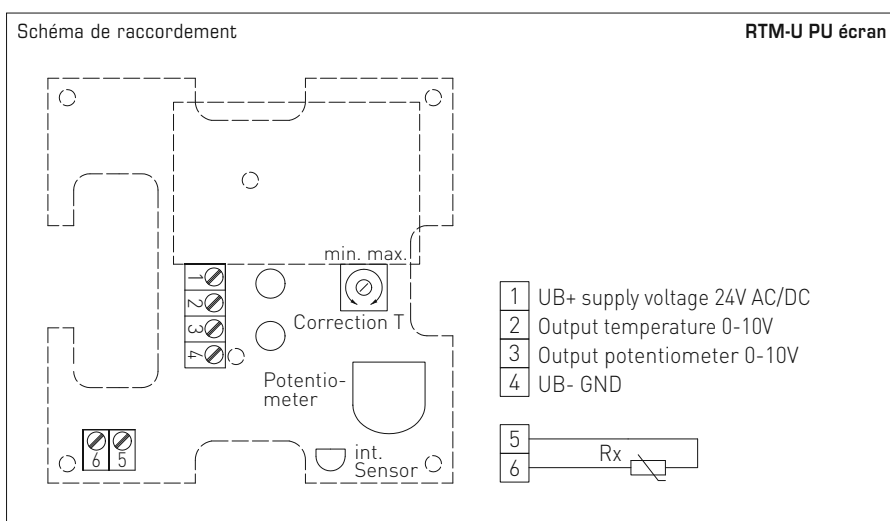 Schéma de raccordement
RTM-U PU écran
min. max.
1
2
3
4
Correction T
Potentio-
meter
6 5
int.
Sensor
1 UB+ supply voltage 24V AC/DC
2 Output temperature 0-10V
3 Output potentiometer 0-10V
4 UB- GND
5
6
Rx